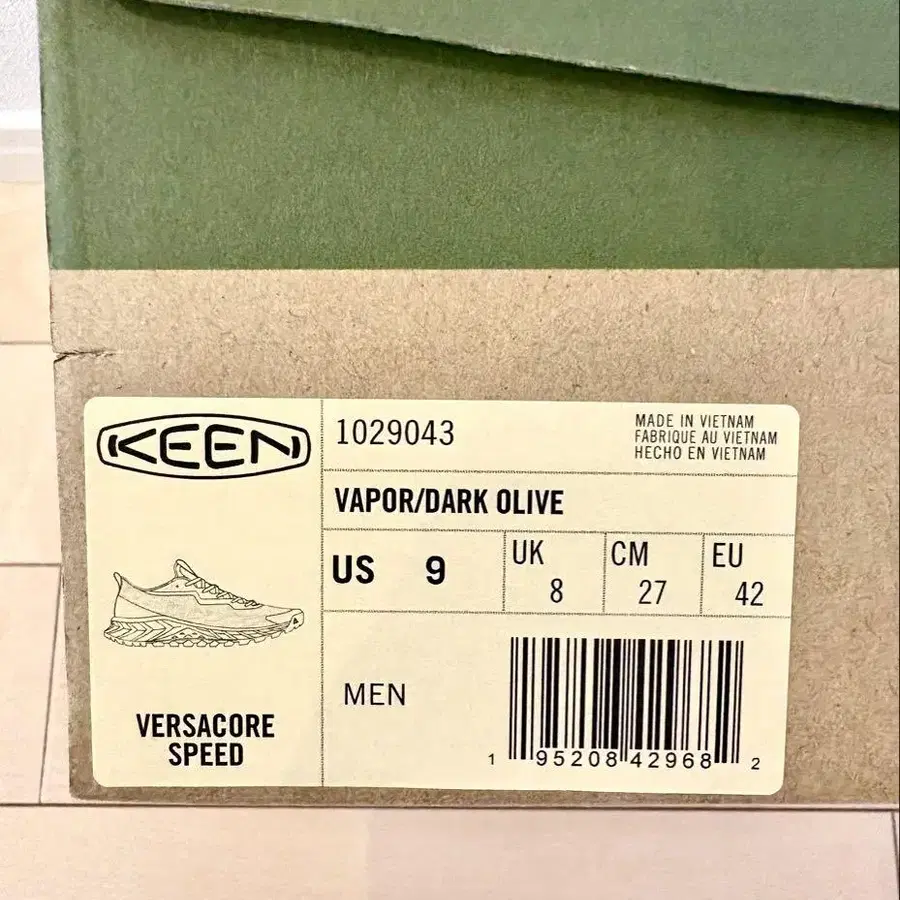 KEEN
1029043
MADE IN VIETNAM
FABRIQUE AU VIETNAM
HECHO EN VIETNAM
VAPOR/DARK OLIVE
US 9
UK 8
CM 27
EU 42
MEN
VERSACORE
SPEED
1 95208 42968 2